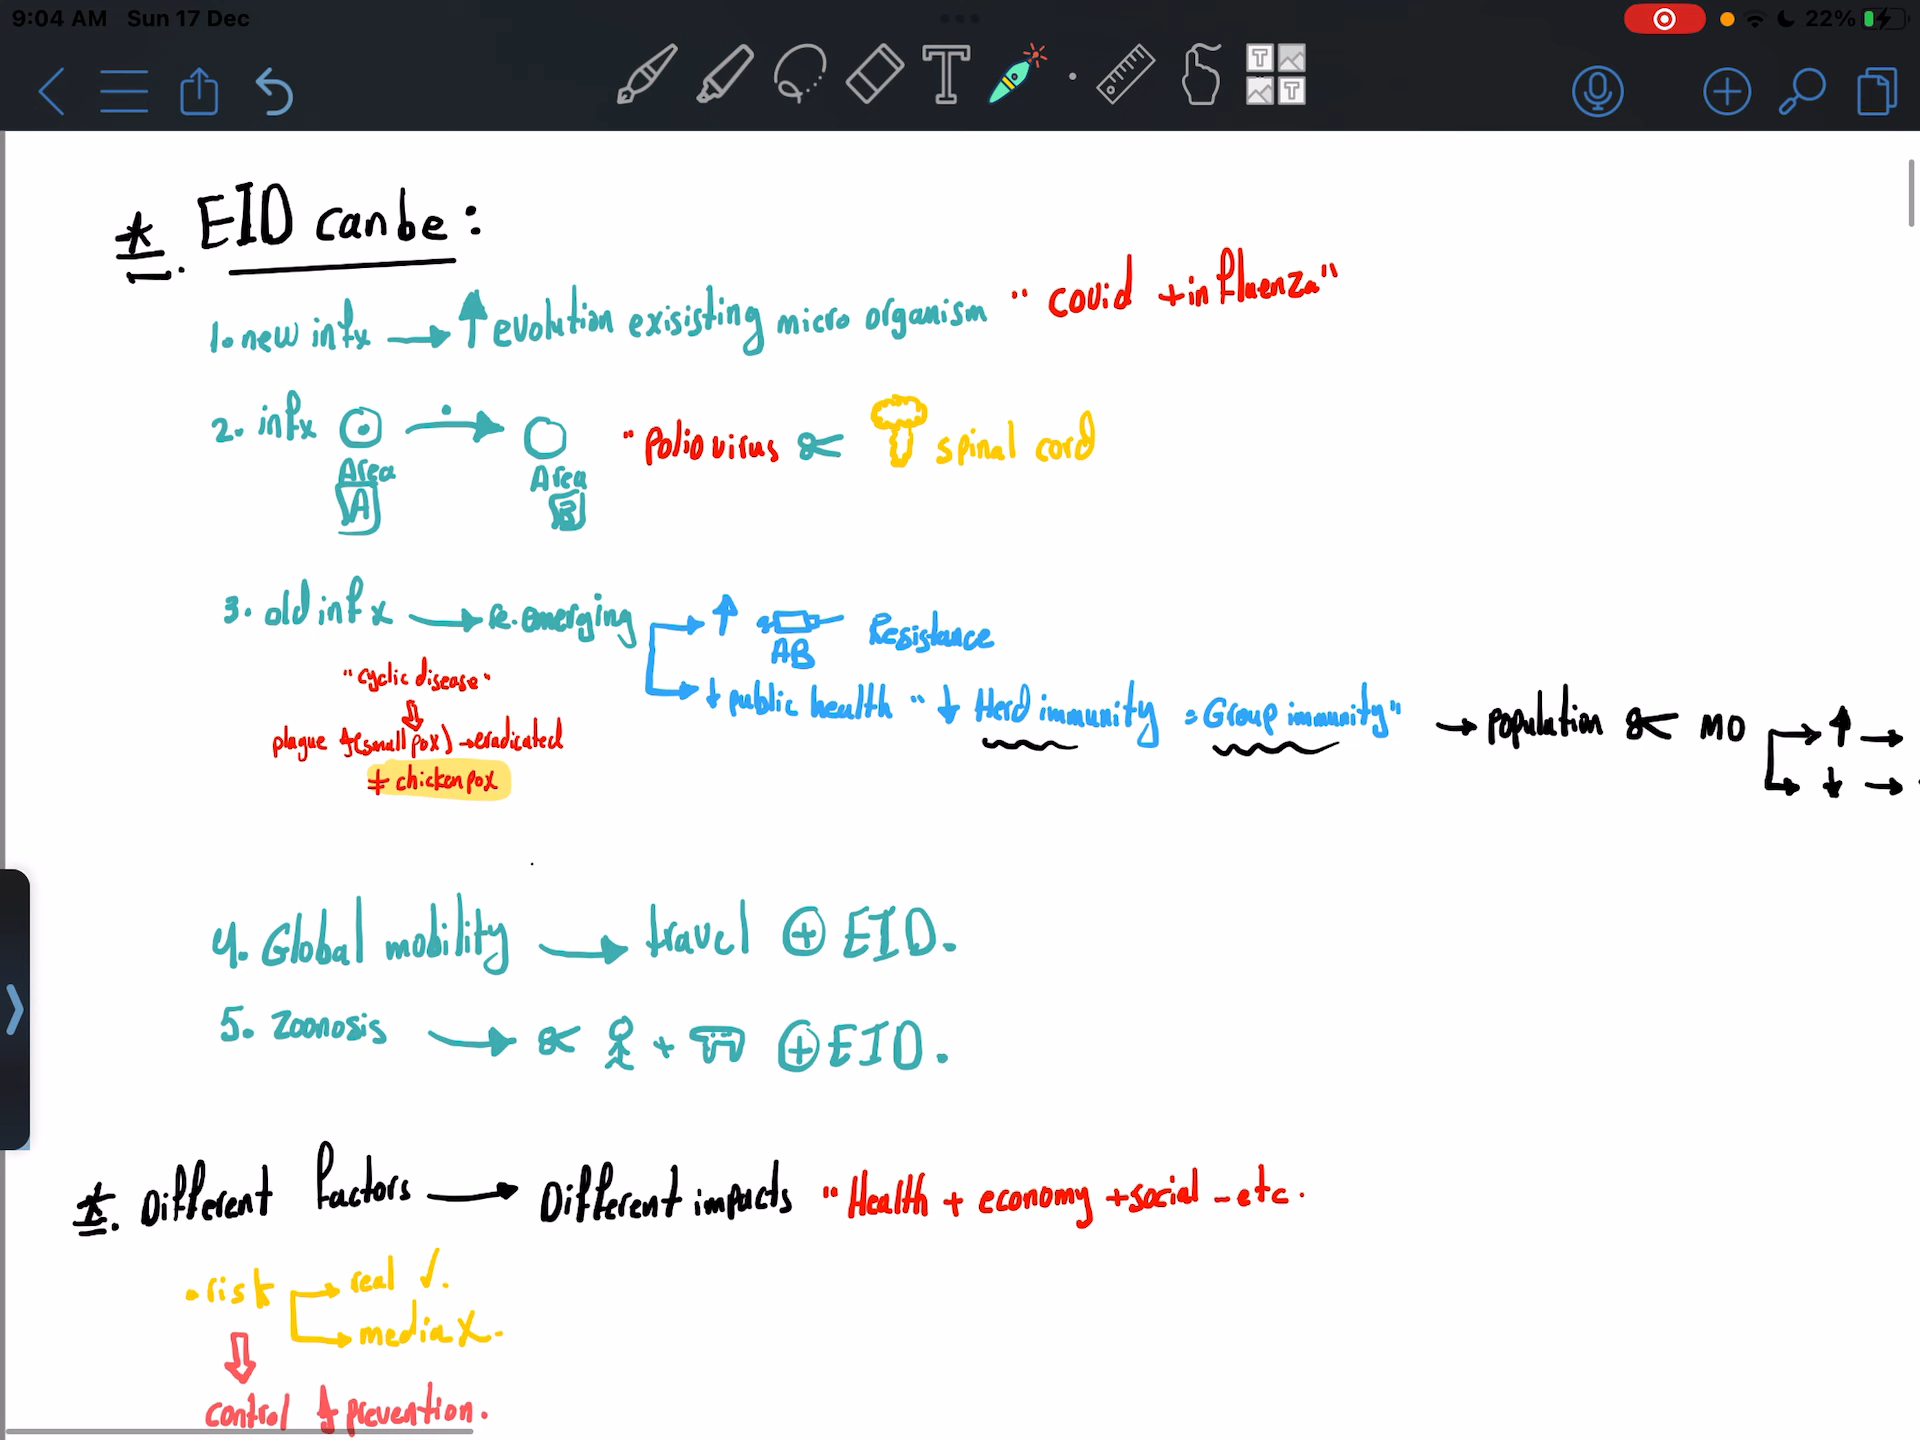 9:04 AM Sun 17 Dec
22%
* EID can be:
1. new infx → ↑ evolution exisisting micro organism " covid + influenza"
2. infx Area A → Area B " Polio virus spinal cord
3. old infx → re.emerging → ↑ AB Resistance
→ ↓ public health " ↓ Herd immunity = Group immunity" → population MO → ↑ →
→ ↓ →
"cyclic disease"
plague & (small pox) → eradicated
≠ chickenpox
4. Global mobility → travel ⊕ EID.
5. Zoonosis → + ⊕ EID.
* Different factors → Different impacts "Health + economy + social - etc.
• risk → real ✓.
→ media X.
control & prevention.